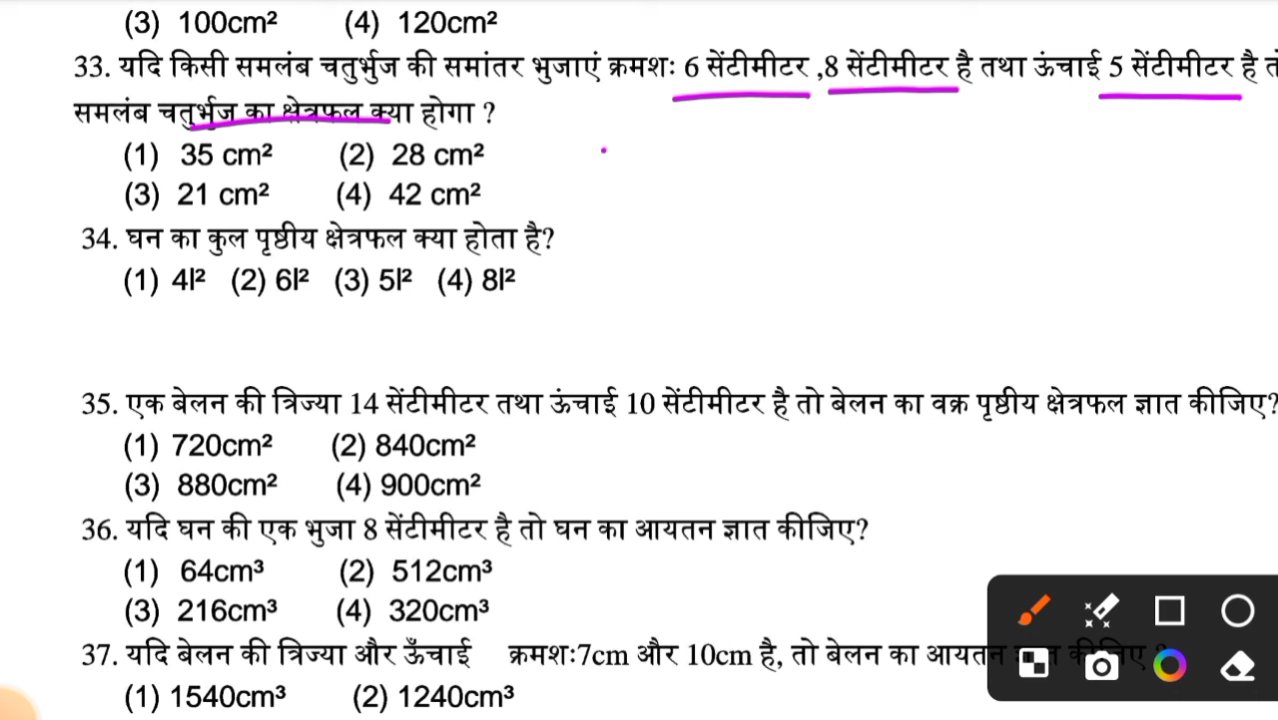 (3) 100cm² (4) 120cm²
33. यदि किसी समलंब चतुर्भुज की समांतर भुजाएं क्रमशः 6 सेंटीमीटर ,8 सेंटीमीटर है तथा ऊंचाई 5 सेंटीमीटर है
समलंब चतुर्भुज का क्षेत्रफल क्या होगा ?
(1) 35 cm² (2) 28 cm²
(3) 21 cm² (4) 42 cm²
34. घन का कुल पृष्ठीय क्षेत्रफल क्या होता है?
(1) 4l² (2) 6l² (3) 5l² (4) 8l²
35. एक बेलन की त्रिज्या 14 सेंटीमीटर तथा ऊंचाई 10 सेंटीमीटर है तो बेलन का वक्र पृष्ठीय क्षेत्रफल ज्ञात कीजिए?
(1) 720cm² (2) 840cm²
(3) 880cm² (4) 900cm²
36. यदि घन की एक भुजा 8 सेंटीमीटर है तो घन का आयतन ज्ञात कीजिए?
(1) 64cm³ (2) 512cm³
(3) 216cm³ (4) 320cm³
37. यदि बेलन की त्रिज्या और ऊँचाई क्रमशः7cm और 10cm है, तो बेलन का आयतन
(1) 1540cm³ (2) 1240cm³